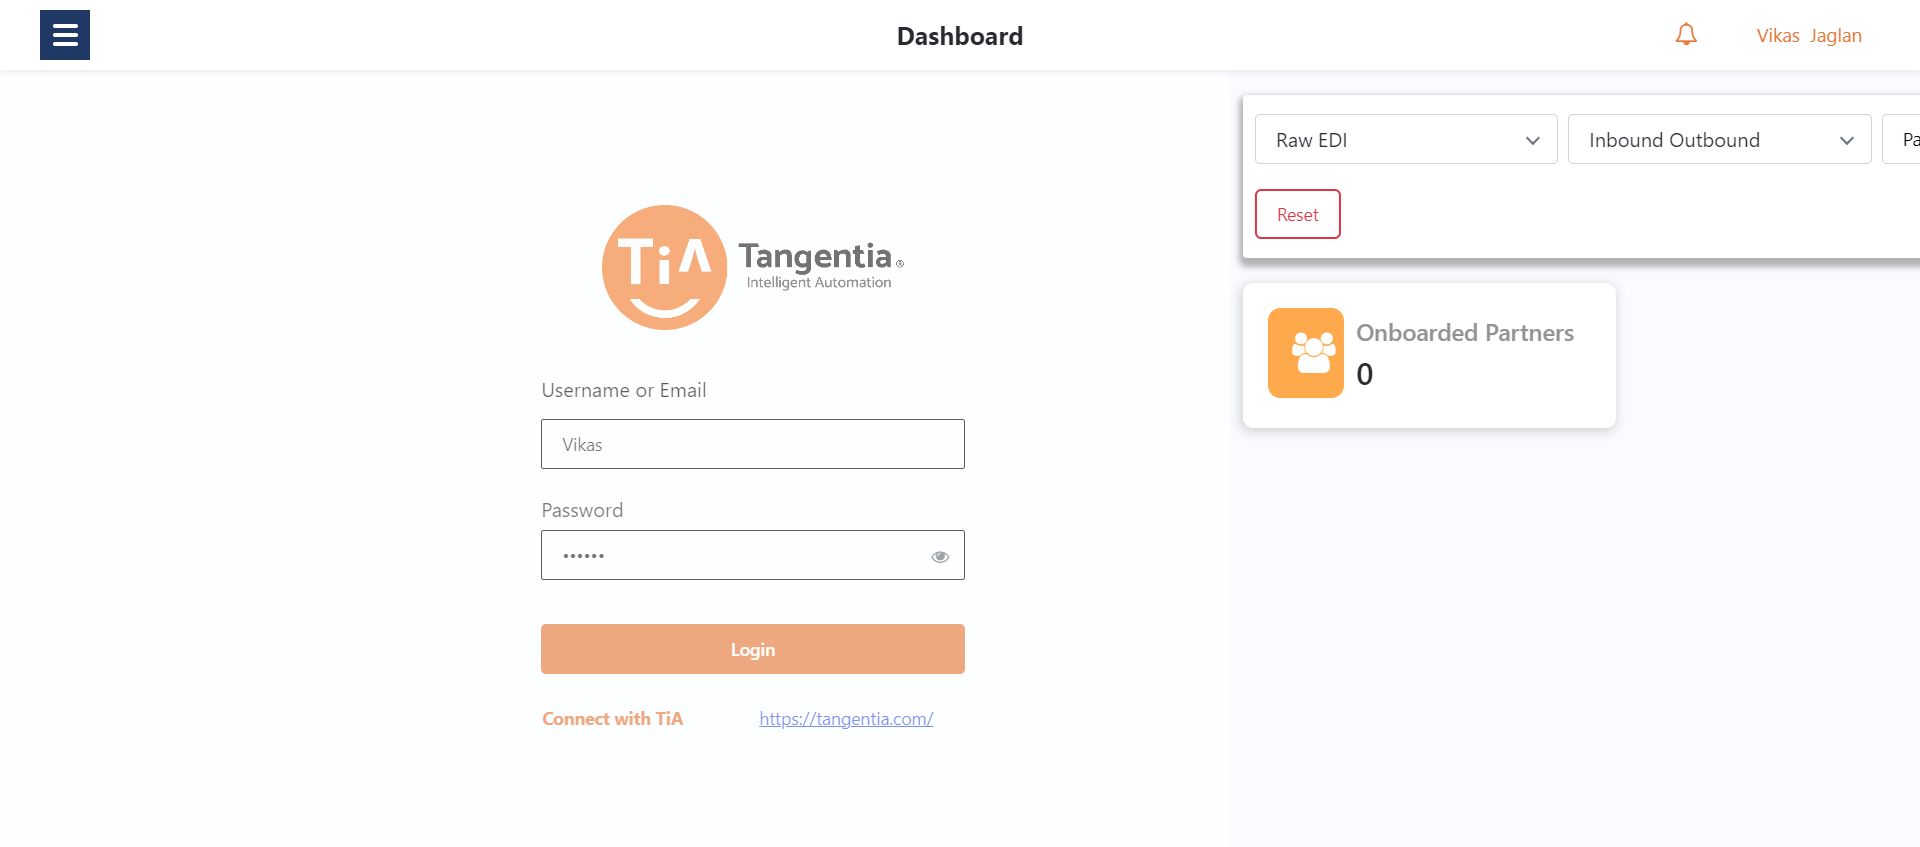 Dashboard
Vikas Jaglan
Raw EDI
Inbound Outbound
Reset
TiA
Tangentia®
Intelligent Automation
Onboarded Partners
0
Username or Email
Vikas
Password
••••••
Login
Connect with TiA
https://tangentia.com/